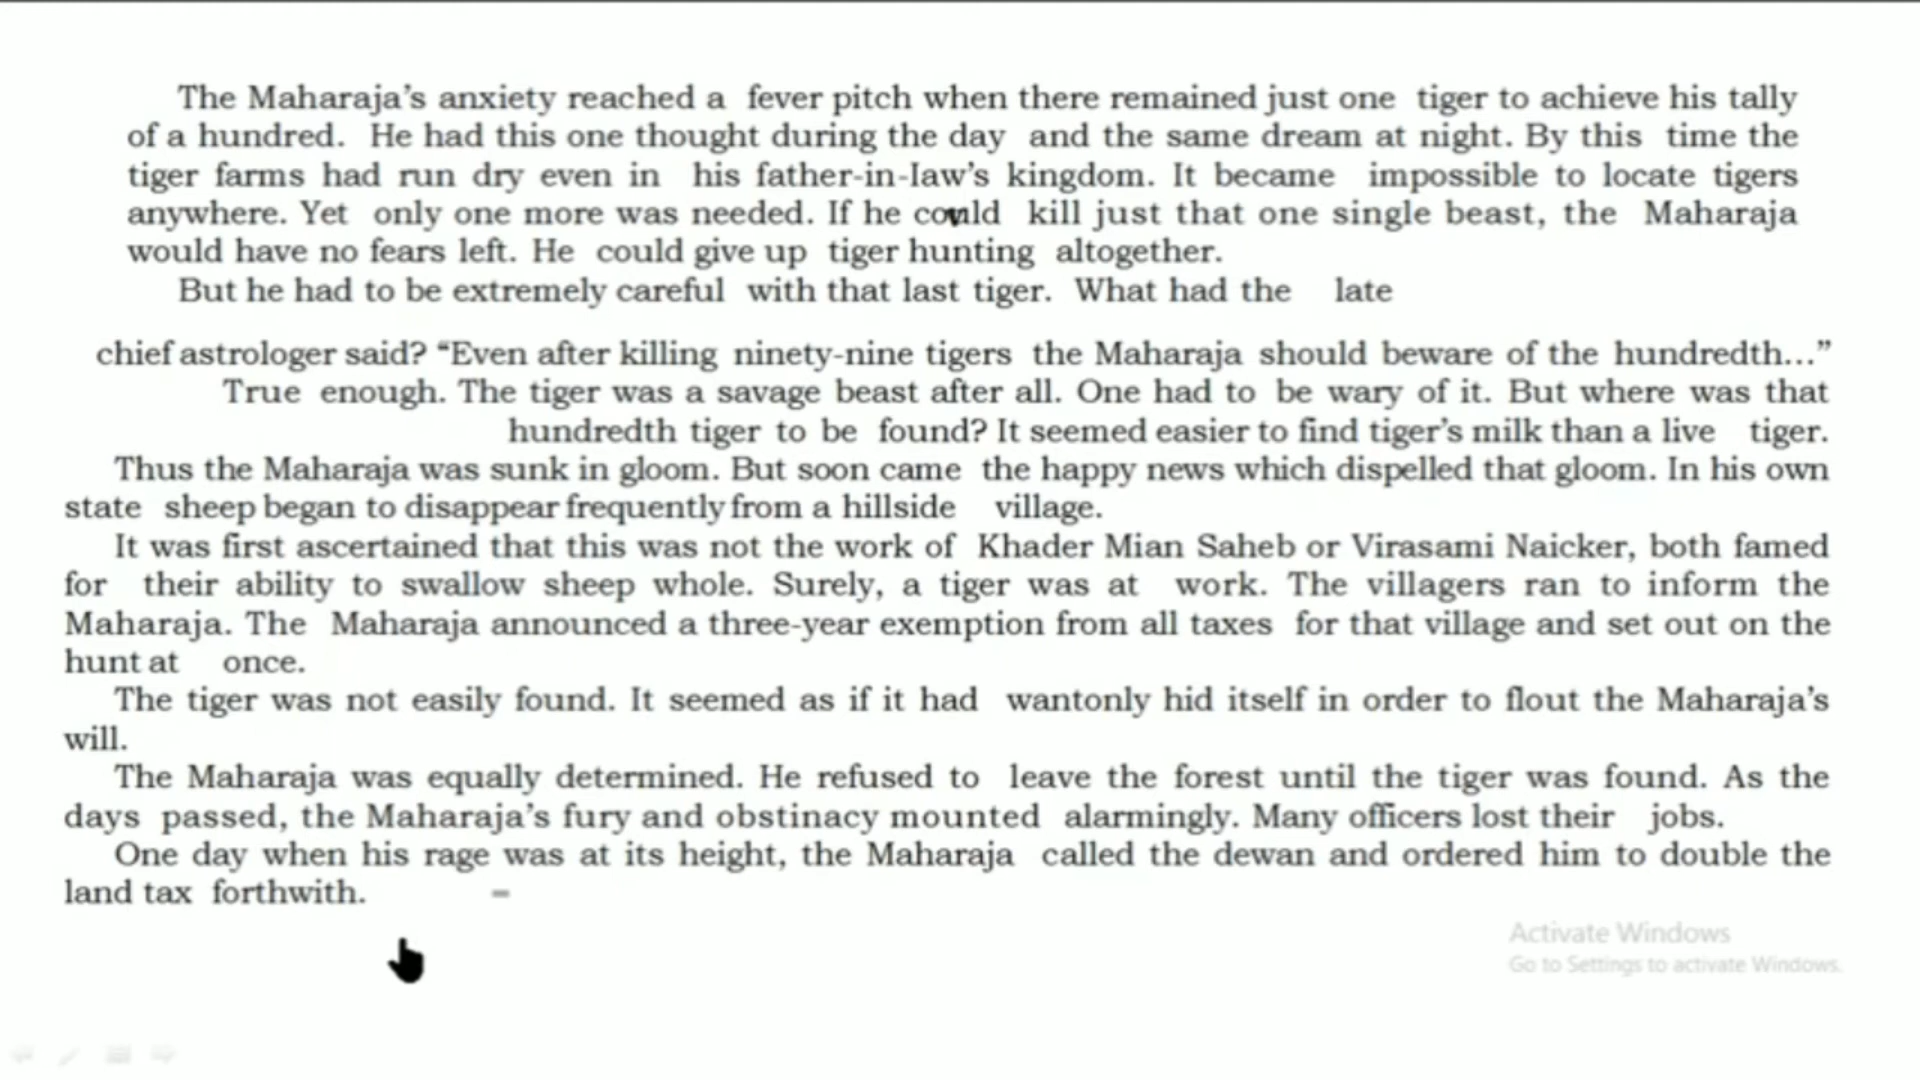 The Maharaja's anxiety reached a fever pitch when there remained just one tiger to achieve his tally
of a hundred. He had this one thought during the day and the same dream at night. By this time the
tiger farms had run dry even in his father-in-law's kingdom. It became impossible to locate tigers
anywhere. Yet only one more was needed. If he could kill just that one single beast, the Maharaja
would have no fears left. He could give up tiger hunting altogether.
But he had to be extremely careful with that last tiger. What had the late
chief astrologer said? “Even after killing ninety-nine tigers the Maharaja should beware of the hundredth...”
True enough. The tiger was a savage beast after all. One had to be wary of it. But where was that
hundredth tiger to be found? It seemed easier to find tiger's milk than a live tiger.
Thus the Maharaja was sunk in gloom. But soon came the happy news which dispelled that gloom. In his own
state sheep began to disappear frequently from a hillside village.
It was first ascertained that this was not the work of Khader Mian Saheb or Virasami Naicker, both famed
for their ability to swallow sheep whole. Surely, a tiger was at work. The villagers ran to inform the
Maharaja. The Maharaja announced a three-year exemption from all taxes for that village and set out on the
hunt at once.
The tiger was not easily found. It seemed as if it had wantonly hid itself in order to flout the Maharaja's
will.
The Maharaja was equally determined. He refused to leave the forest until the tiger was found. As the
days passed, the Maharaja's fury and obstinacy mounted alarmingly. Many officers lost their jobs.
One day when his rage was at its height, the Maharaja called the dewan and ordered him to double the
land tax forthwith.
Activate Windows
Go to Settings to activate Windows.